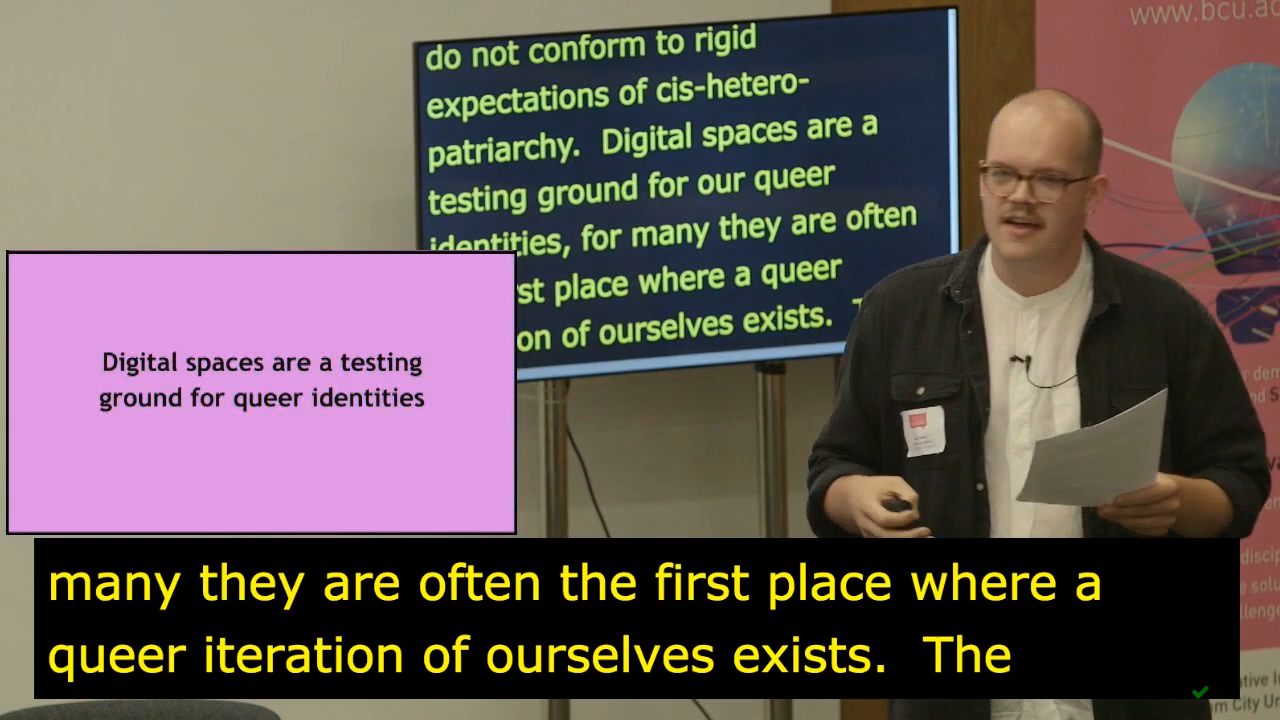 www.bcu.ac
do not conform to rigid
expectations of cis-hetero-
patriarchy. Digital spaces are a
testing ground for our queer
identities, for many they are often
st place where a queer
on of ourselves exists.
Digital spaces are a testing
ground for queer identities
many they are often the first place where a
queer iteration of ourselves exists. The